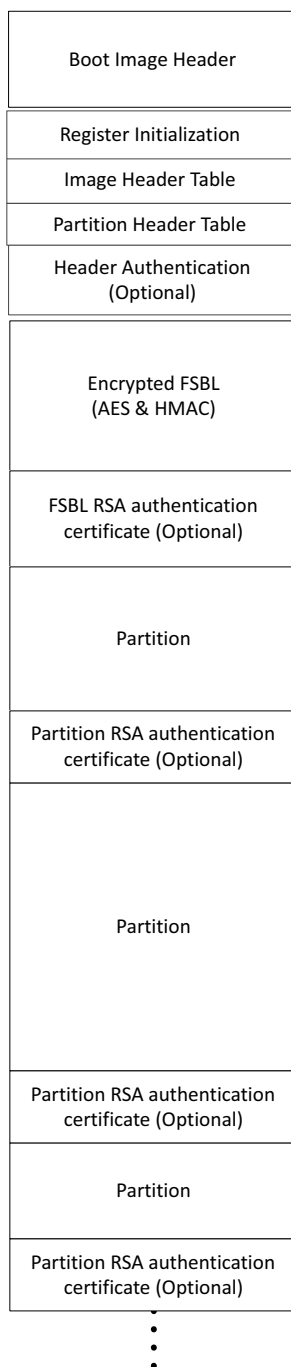 Boot Image Header
Register Initialization
Image Header Table
Partition Header Table
Header Authentication
(Optional)
Encrypted FSBL
(AES & HMAC)
FSBL RSA authentication
certificate (Optional)
Partition
Partition RSA authentication
certificate (Optional)
Partition
Partition RSA authentication
certificate (Optional)
Partition
Partition RSA authentication
certificate (Optional)